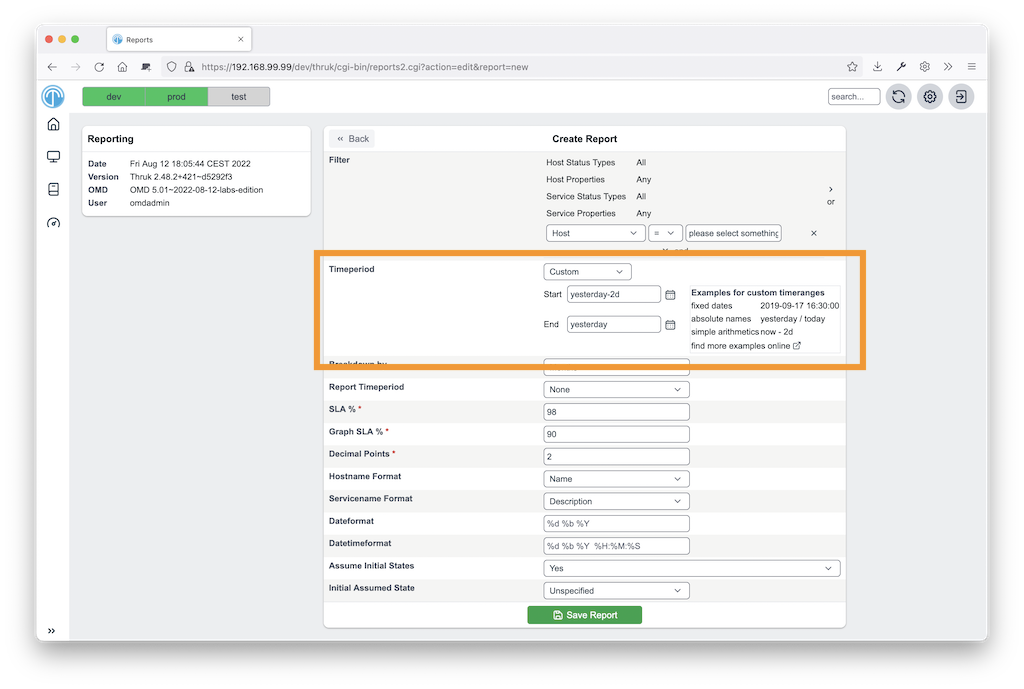 Reports
https://192.168.99.99/dev/thruk/cgi-bin/reports2.cgi?action=edit&report=new
dev prod test
search...
Reporting
Date Fri Aug 12 18:05:44 CEST 2022
Version Thruk 2.48.2+421~d5292f3
OMD OMD 5.01~2022-08-12-labs-edition
User omdadmin
« Back Create Report
Filter
Host Status Types All
Host Properties Any
Service Status Types All
Service Properties Any
or
Host = please select something
and
Timeperiod
Custom
Start yesterday-2d
End yesterday
Examples for custom timeranges
fixed dates 2019-09-17 16:30:00
absolute names yesterday / today
simple arithmetics now - 2d
find more examples online
Breakdown by
Report Timeperiod None
SLA % * 98
Graph SLA % * 90
Decimal Points * 2
Hostname Format Name
Servicename Format Description
Dateformat %d %b %Y
Datetimeformat %d %b %Y %H:%M:%S
Assume Initial States Yes
Initial Assumed State Unspecified
Save Report